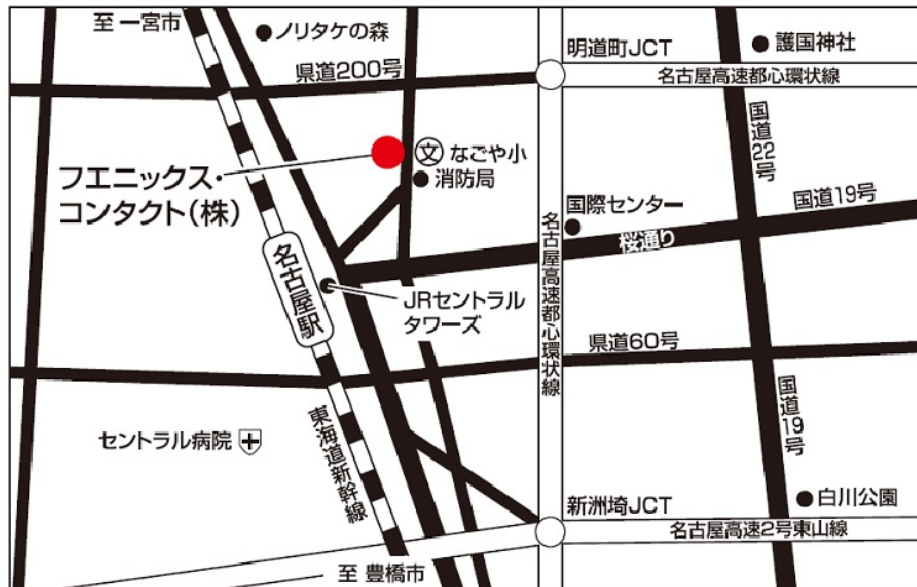 至 一宮市
ノリタケの森
明道町JCT
護国神社
県道200号
名古屋高速都心環状線
国道22号
文 なごや小
消防局
フエニックス・
コンタクト(株)
国際センター
国道19号
桜通り
名古屋駅
名古屋高速都心環状線
JRセントラル
タワーズ
県道60号
国道19号
東海道新幹線
セントラル病院
新洲埼JCT
白川公園
名古屋高速2号東山線
至 豊橋市